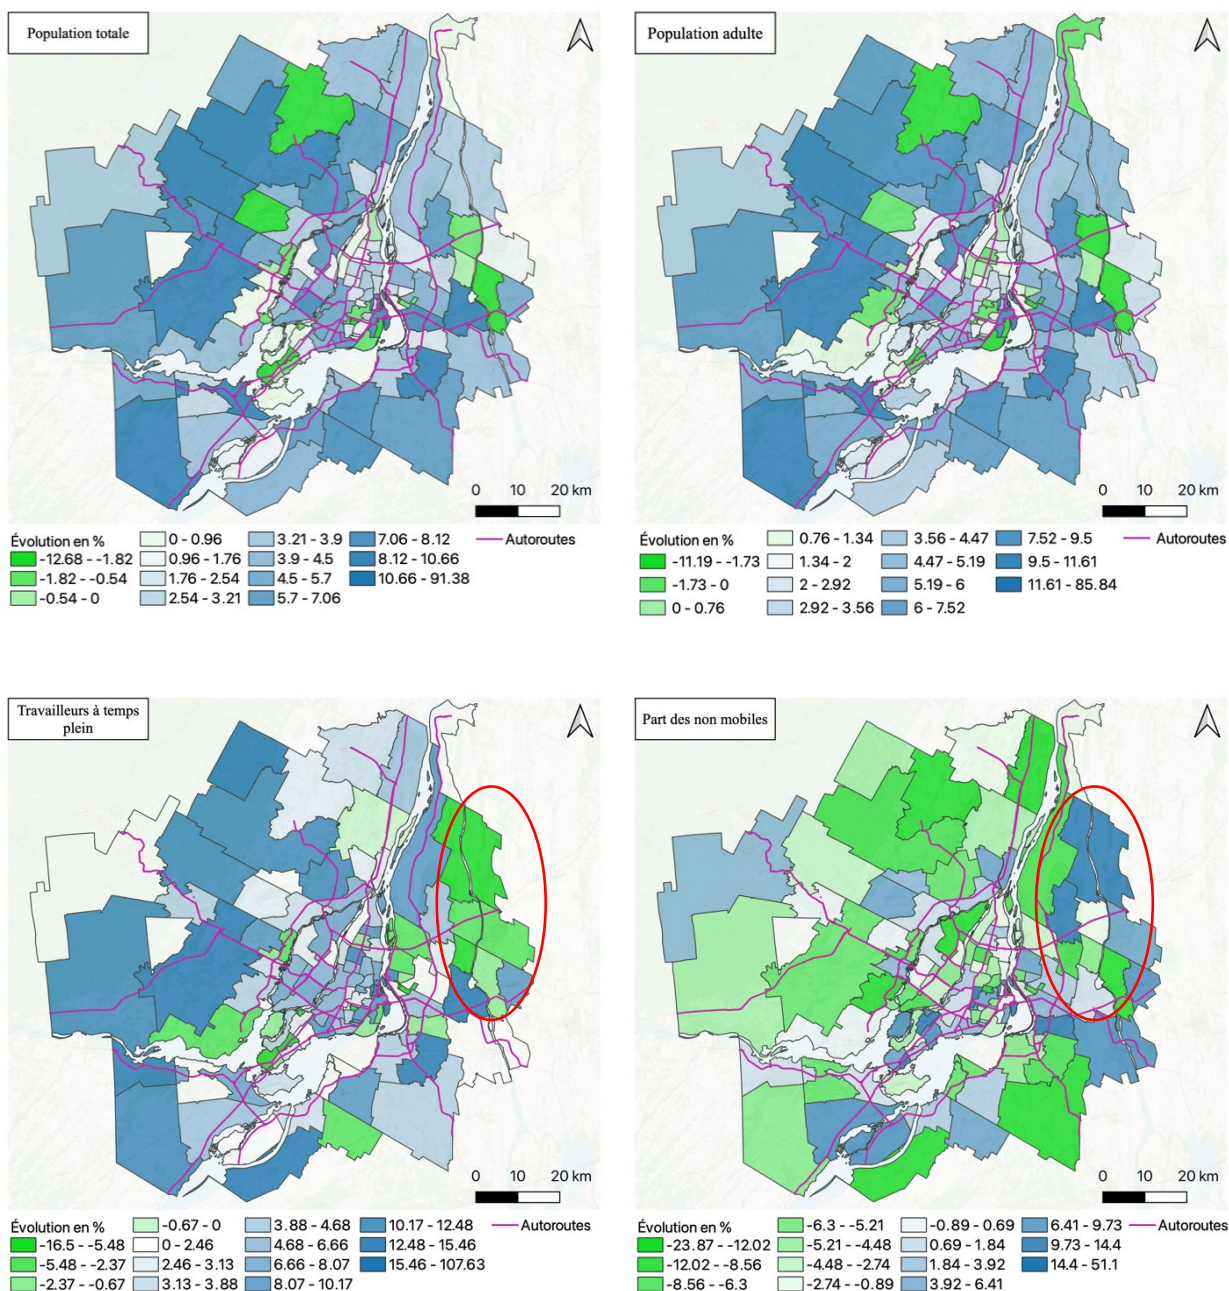 Population totale
0 10 20 km
Évolution en %
-12.68 - -1.82
-1.82 - -0.54
-0.54 - 0
0 - 0.96
0.96 - 1.76
1.76 - 2.54
2.54 - 3.21
3.21 - 3.9
3.9 - 4.5
4.5 - 5.7
5.7 - 7.06
7.06 - 8.12
8.12 - 10.66
10.66 - 91.38
Autoroutes
Population adulte
0 10 20 km
Évolution en %
-11.19 - -1.73
-1.73 - 0
0 - 0.76
0.76 - 1.34
1.34 - 2
2 - 2.92
2.92 - 3.56
3.56 - 4.47
4.47 - 5.19
5.19 - 6
6 - 7.52
7.52 - 9.5
9.5 - 11.61
11.61 - 85.84
Autoroutes
Travailleurs à temps
plein
0 10 20 km
Évolution en %
-16.5 - -5.48
-5.48 - -2.37
-2.37 - -0.67
-0.67 - 0
0 - 2.46
2.46 - 3.13
3.13 - 3.88
3.88 - 4.68
4.68 - 6.66
6.66 - 8.07
8.07 - 10.17
10.17 - 12.48
12.48 - 15.46
15.46 - 107.63
Autoroutes
Part des non mobiles
0 10 20 km
Évolution en %
-23.87 - -12.02
-12.02 - -8.56
-8.56 - -6.3
-6.3 - -5.21
-5.21 - -4.48
-4.48 - -2.74
-2.74 - -0.89
-0.89 - 0.69
0.69 - 1.84
1.84 - 3.92
3.92 - 6.41
6.41 - 9.73
9.73 - 14.4
14.4 - 51.1
Autoroutes